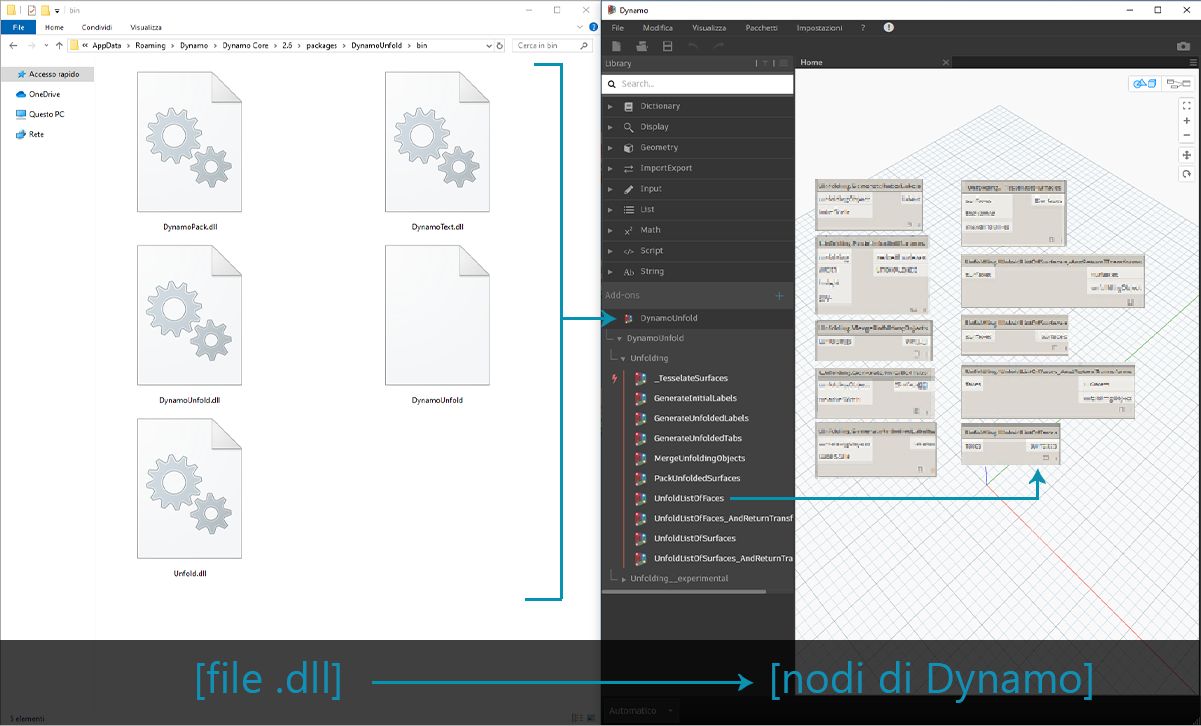 bin
File
Home
Condividi
Visualizza
« AppData › Roaming › Dynamo › Dynamo Core › 2.6 › packages › DynamoUnfold › bin
Cerca in bin
Accesso rapido
OneDrive
Questo PC
Rete
DynamoPack.dll
DynamoText.dll
DynamoUnfold.dll
DynamoUnfold
Unfold.dll
5 elementi
Dynamo
File
Modifica
Visualizza
Pacchetti
Impostazioni
?
Library
Home
Search...
Dictionary
Display
Geometry
ImportExport
Input
List
Math
Script
String
Add-ons
DynamoUnfold
DynamoUnfold
Unfolding
_TesselateSurfaces
GenerateInitialLabels
GenerateUnfoldedLabels
GenerateUnfoldedTabs
MergeUnfoldingObjects
PackUnfoldedSurfaces
UnfoldListOfFaces
UnfoldListOfFaces_AndReturnTransf
UnfoldListOfSurfaces
UnfoldListOfSurfaces_AndReturnTra
Unfolding__experimental
Automatico
[file .dll]
[nodi di Dynamo]